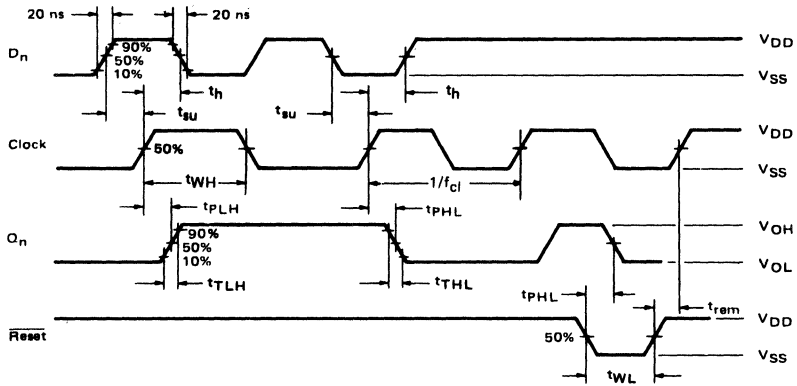 20 ns 20 ns
Dn 90% VDD
50%
10% VSS
th th
tsu tsu
Clock VDD
50%
VSS
tWH 1/fcl
tPLH tPHL
Qn 90% VOH
50%
10% VOL
tTLH tTHL
tPHL trem
Reset VDD
50%
VSS
tWL